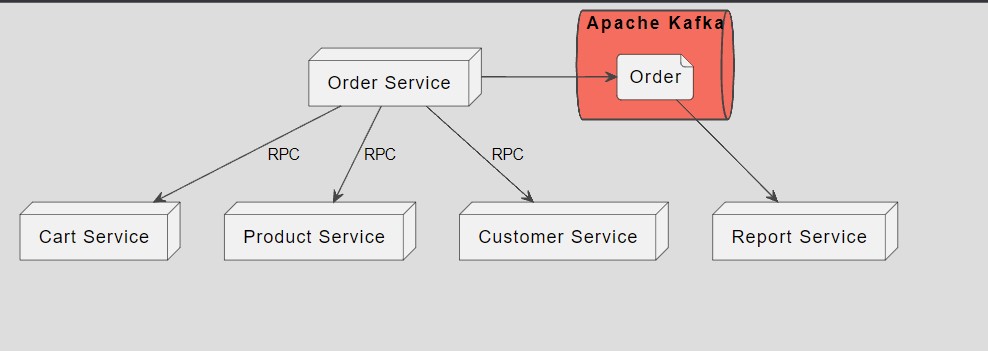 Apache Kafka
Order Service
Order
RPC
RPC
RPC
Cart Service
Product Service
Customer Service
Report Service